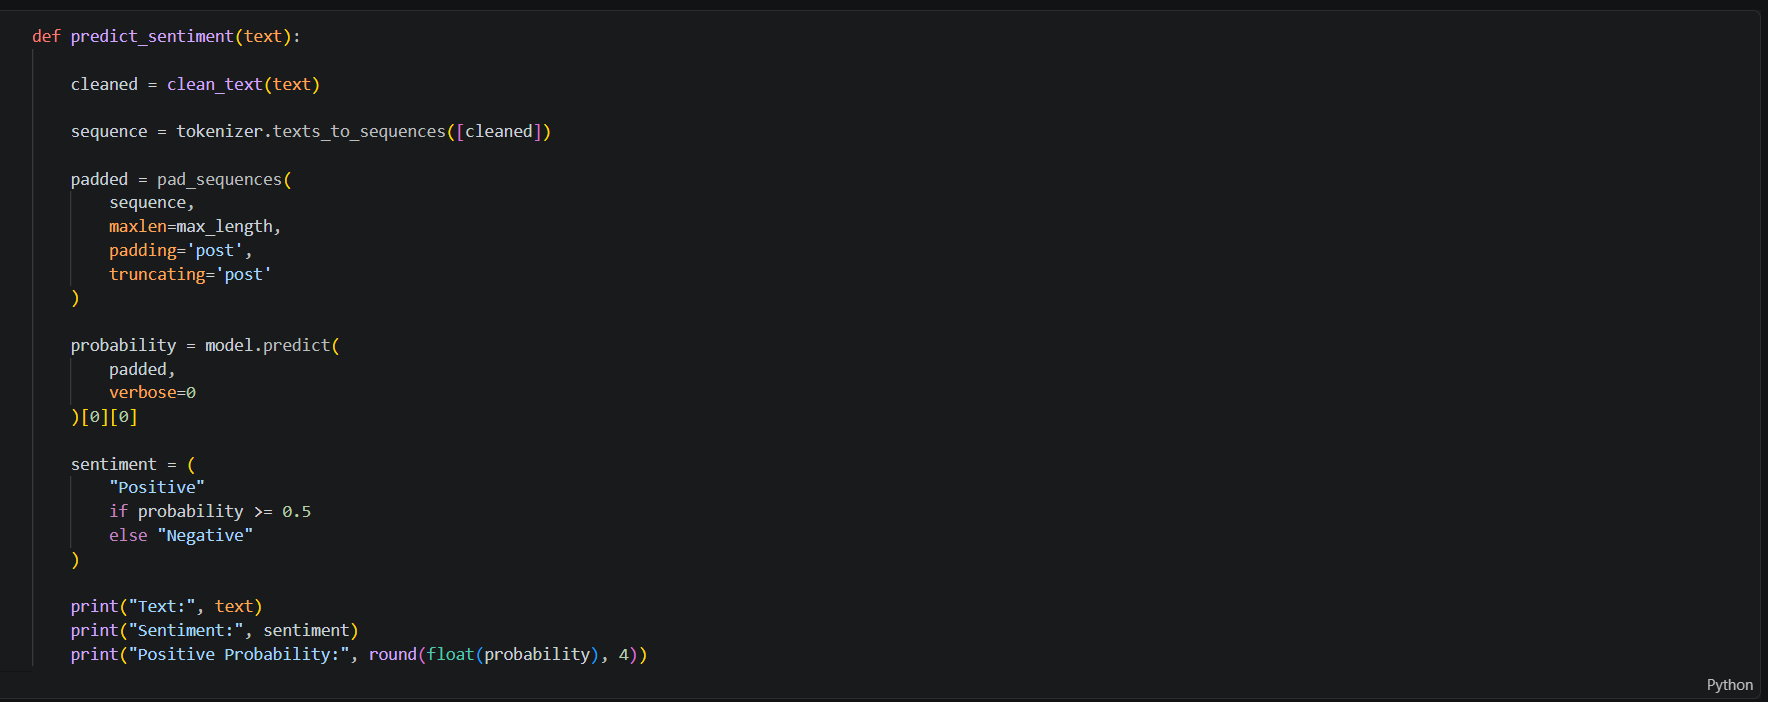 def predict_sentiment(text):
    cleaned = clean_text(text)
    sequence = tokenizer.texts_to_sequences([cleaned])
    padded = pad_sequences(
        sequence,
        maxlen=max_length,
        padding='post',
        truncating='post'
    )
    probability = model.predict(
        padded,
        verbose=0
    )[0][0]
    sentiment = (
        "Positive"
        if probability >= 0.5
        else "Negative"
    )
    print("Text:", text)
    print("Sentiment:", sentiment)
    print("Positive Probability:", round(float(probability), 4))
Python